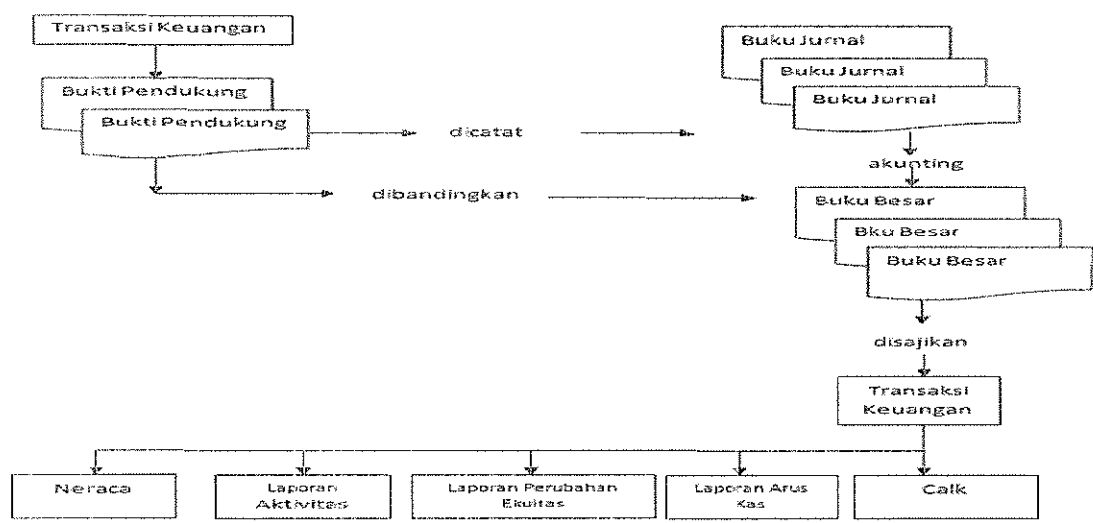 Transaksi Keuangan
Bukti Pendukung
Bukti Pendukung
dicatat
Buku Jurnal
Buku Jurnal
Buku Jurnal
akunting
dibandingkan
Buku Besar
Bku Besar
Buku Besar
disajikan
Transaksi
Keuangan
Neraca
Laporan
Aktivitas
Laporan Perubahan
Ekuitas
Laporan Arus
Kas
Calk